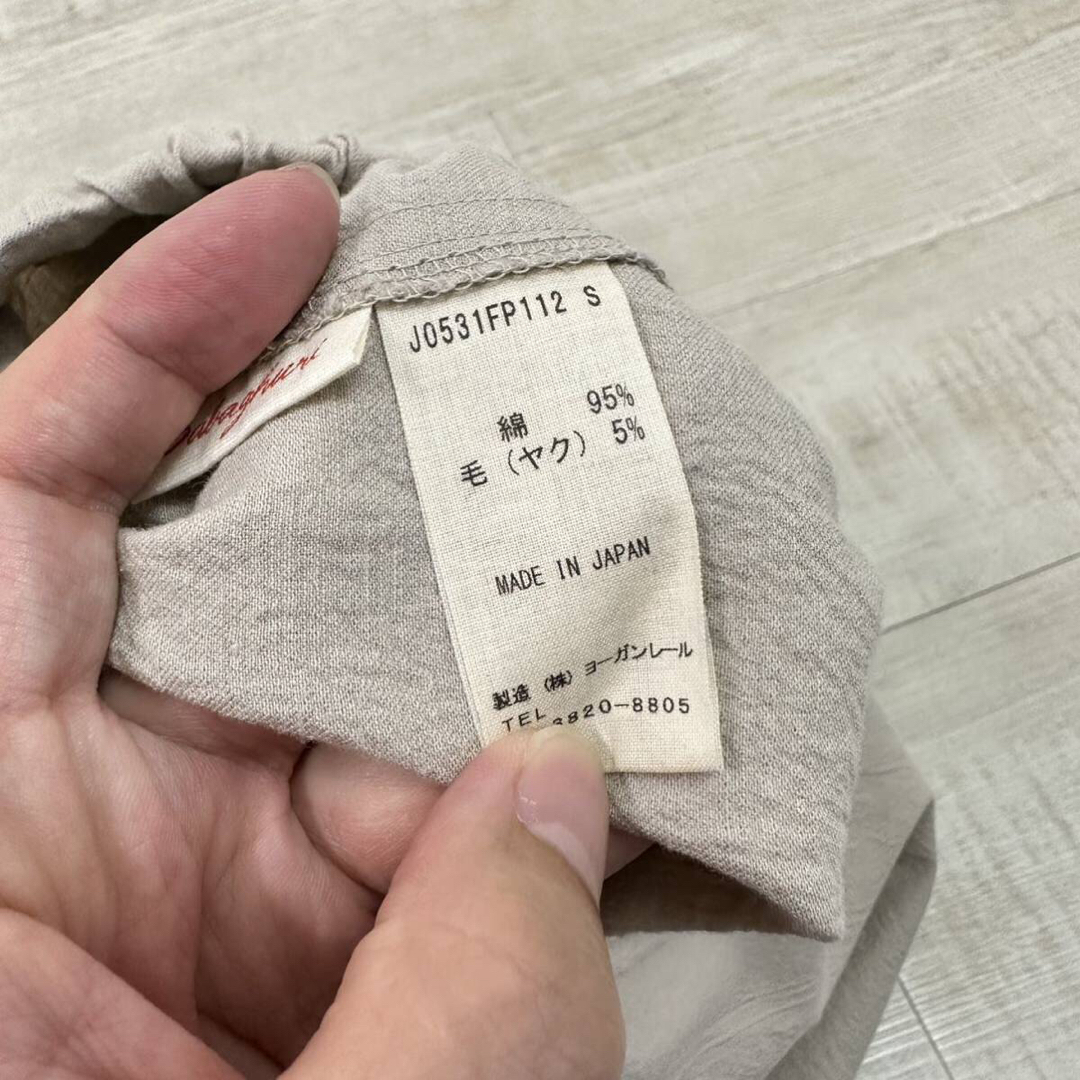 J0531FP112 S
綿 95%
毛(ヤク) 5%
MADE IN JAPAN
製造 (株) ヨーガンレール
TEL 3820-8805